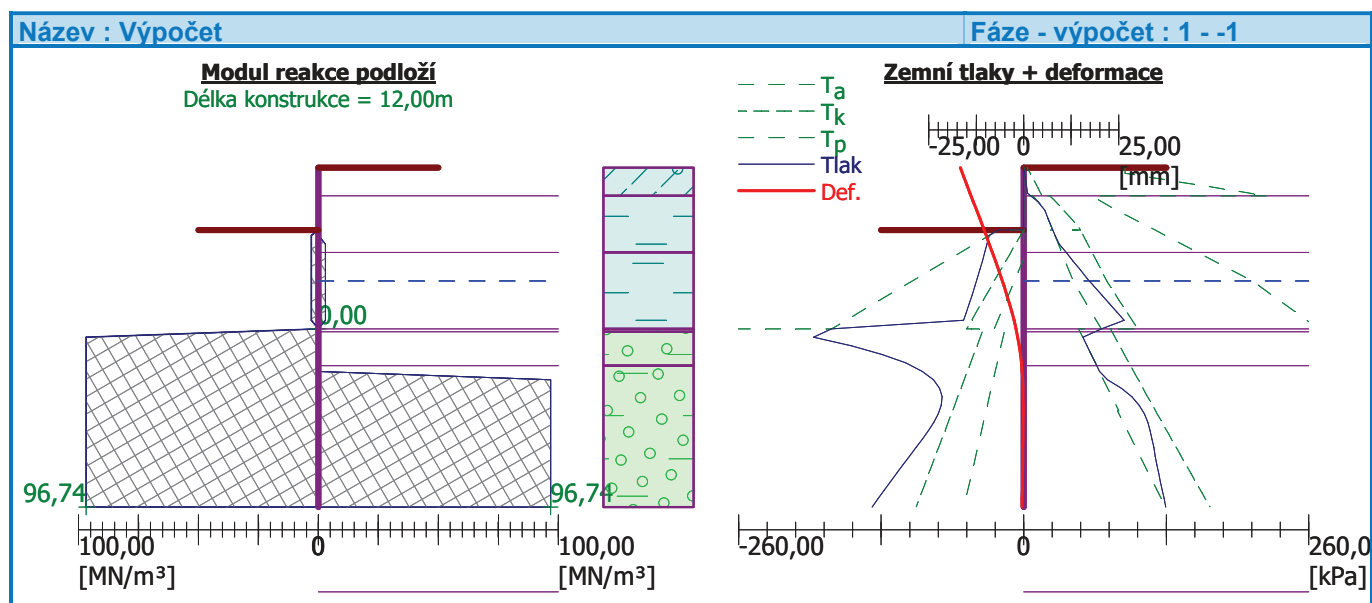 Název : Výpočet
Fáze - výpočet : 1 - -1
Modul reakce podloží
Délka konstrukce = 12,00m
0,00
96,74
96,74
100,00
0
100,00
[MN/m³]
[MN/m³]
Zemní tlaky + deformace
Ta
Tk
Tp
Tlak
Def.
-25,00
0
25,00
[mm]
-260,00
0
260,0
[kPa]